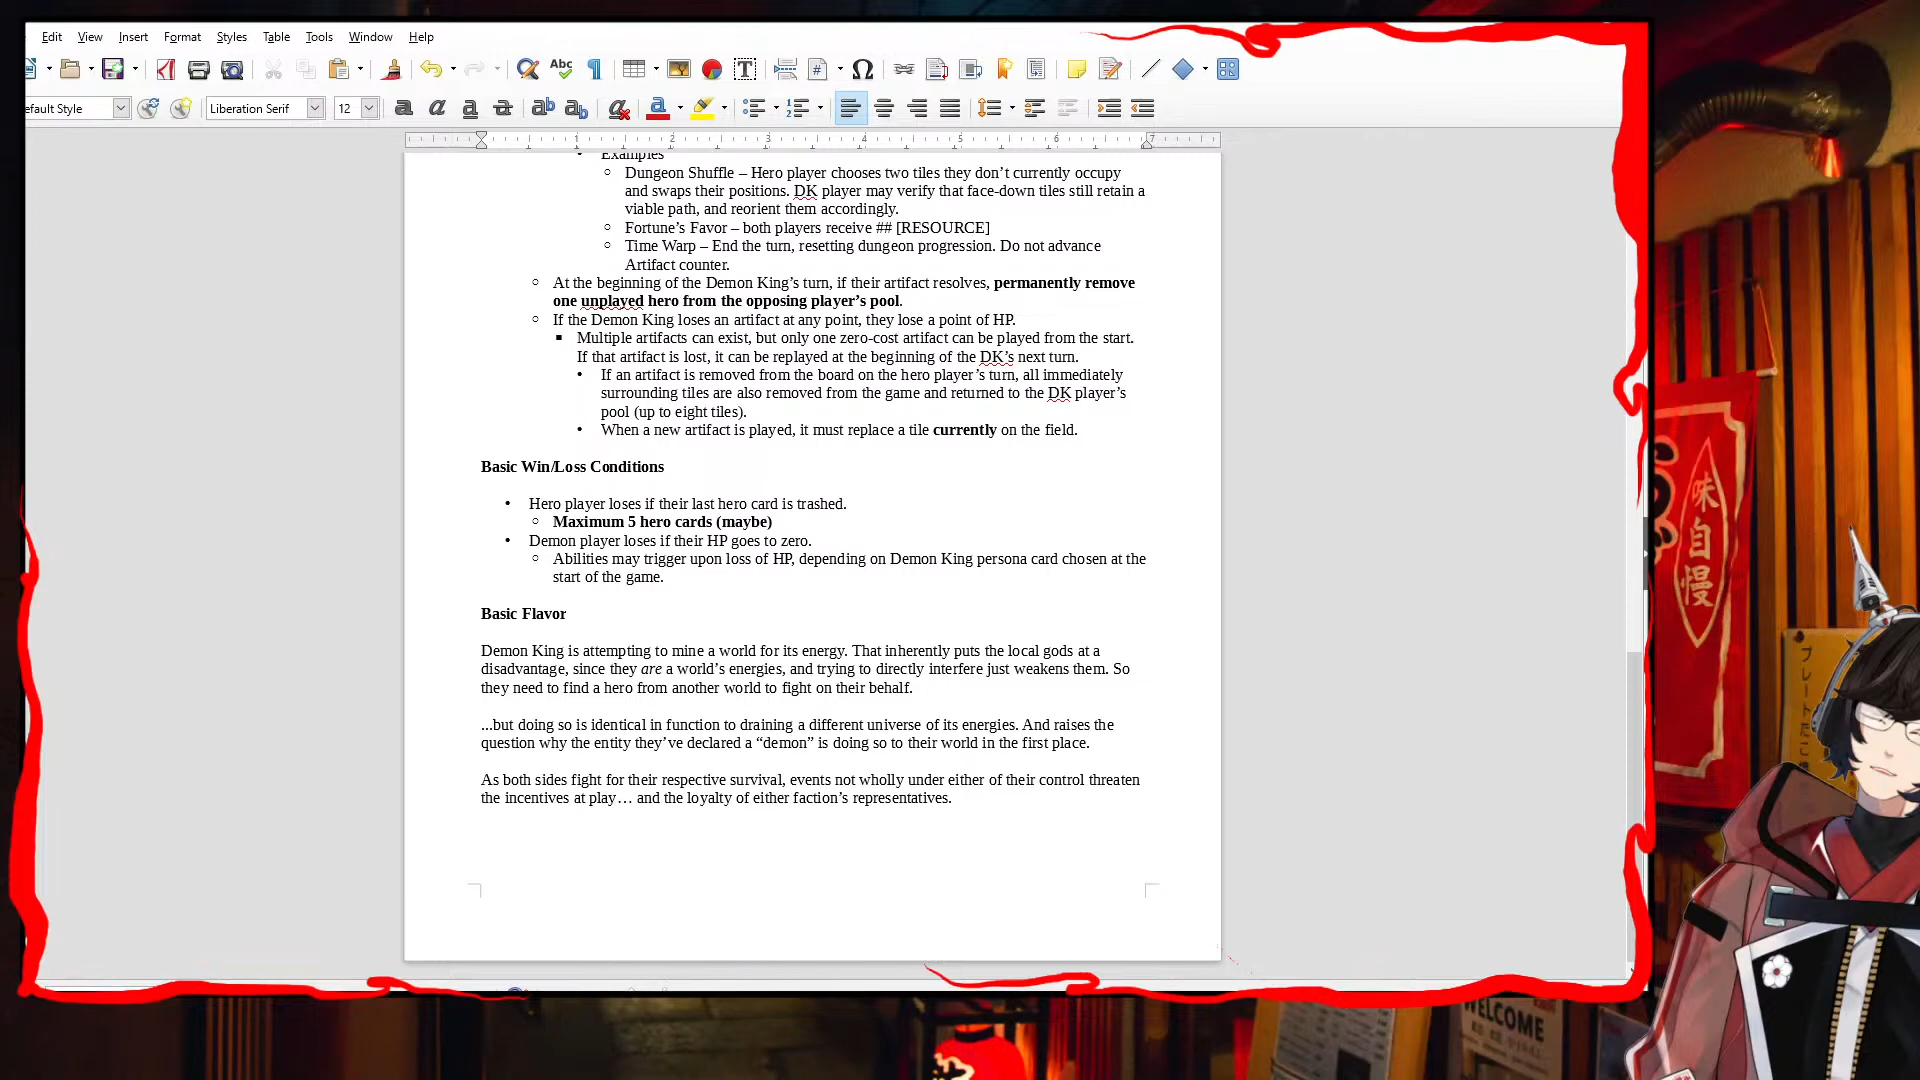 Edit View Insert Format Styles Table Tools Window Help
Abc
efault Style Liberation Serif 12
1 2 3 4 5 6 7
Examples
Dungeon Shuffle – Hero player chooses two tiles they don’t currently occupy
and swaps their positions. DK player may verify that face-down tiles still retain a
viable path, and reorient them accordingly.
Fortune’s Favor – both players receive ## [RESOURCE]
Time Warp – End the turn, resetting dungeon progression. Do not advance
Artifact counter.
At the beginning of the Demon King’s turn, if their artifact resolves, permanently remove
one unplayed hero from the opposing player’s pool.
If the Demon King loses an artifact at any point, they lose a point of HP.
Multiple artifacts can exist, but only one zero-cost artifact can be played from the start.
If that artifact is lost, it can be replayed at the beginning of the DK’s next turn.
If an artifact is removed from the board on the hero player’s turn, all immediately
surrounding tiles are also removed from the game and returned to the DK player’s
pool (up to eight tiles).
When a new artifact is played, it must replace a tile currently on the field.
Basic Win/Loss Conditions
Hero player loses if their last hero card is trashed.
Maximum 5 hero cards (maybe)
Demon player loses if their HP goes to zero.
Abilities may trigger upon loss of HP, depending on Demon King persona card chosen at the
start of the game.
Basic Flavor
Demon King is attempting to mine a world for its energy. That inherently puts the local gods at a
disadvantage, since they are a world’s energies, and trying to directly interfere just weakens them. So
they need to find a hero from another world to fight on their behalf.
...but doing so is identical in function to draining a different universe of its energies. And raises the
question why the entity they’ve declared a “demon” is doing so to their world in the first place.
As both sides fight for their respective survival, events not wholly under either of their control threaten
the incentives at play… and the loyalty of either faction’s representatives.
味自慢
WELCOME